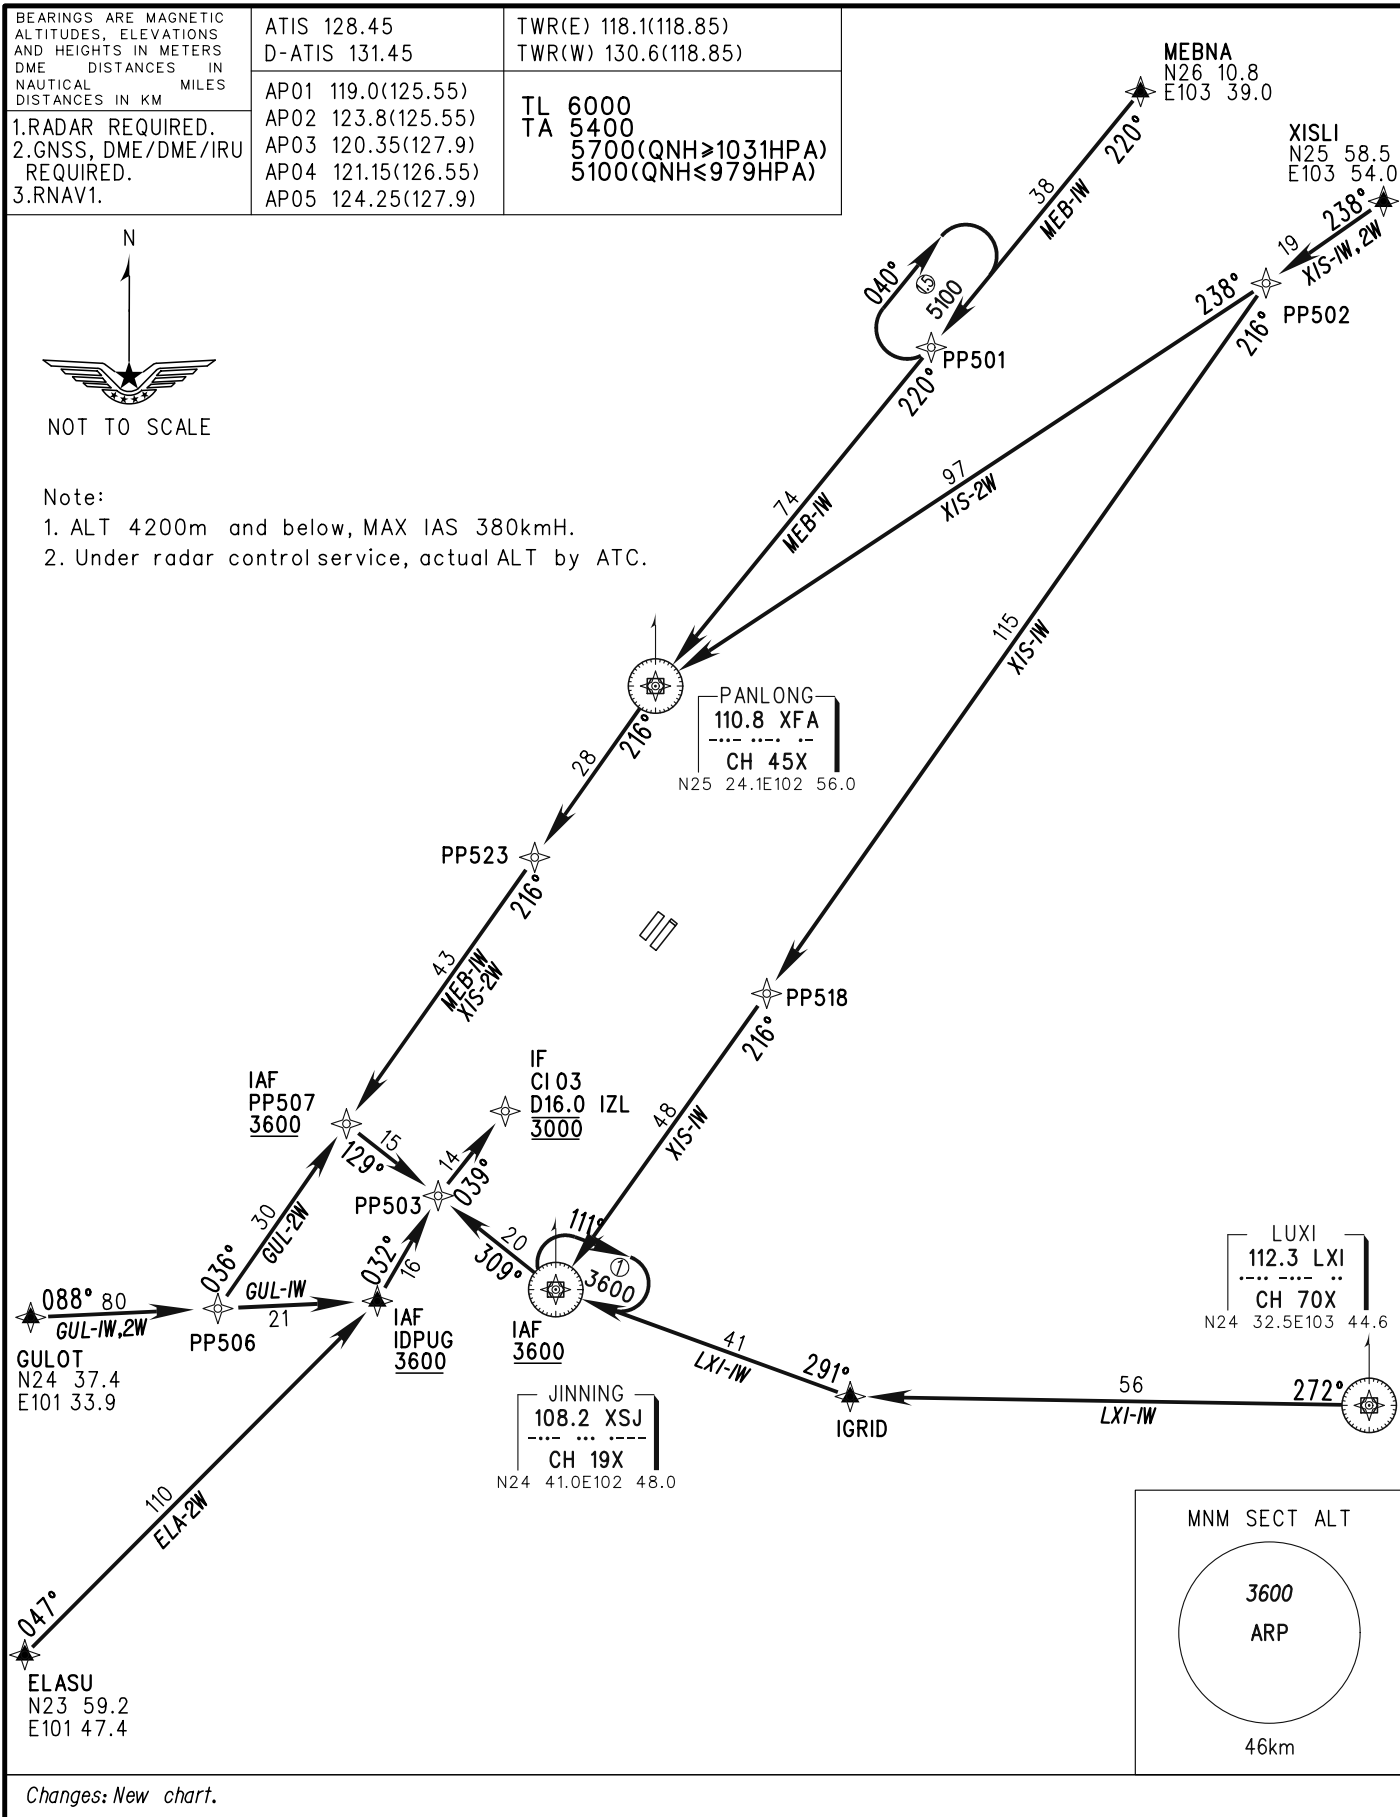 BEARINGS ARE MAGNETIC
ALTITUDES, ELEVATIONS
AND HEIGHTS IN METERS
DME DISTANCES IN
NAUTICAL MILES
DISTANCES IN KM
1.RADAR REQUIRED.
2.GNSS, DME/DME/IRU
REQUIRED.
3.RNAV1.
ATIS 128.45
D-ATIS 131.45
AP01 119.0(125.55)
AP02 123.8(125.55)
AP03 120.35(127.9)
AP04 121.15(126.55)
AP05 124.25(127.9)
TWR(E) 118.1(118.85)
TWR(W) 130.6(118.85)
TL 6000
TA 5400
5700(QNH≥1031HPA)
5100(QNH≤979HPA)
MEBNA
N26 10.8
E103 39.0
220°
38
MEB-1W
XISLI
N25 58.5
E103 54.0
238°
19
XIS-1W,2W
PP502
238°
216°
N
NOT TO SCALE
040°
1.5
5100
PP501
220°
Note:
1. ALT 4200m and below, MAX IAS 380kmH.
2. Under radar control service, actual ALT by ATC.
74
MEB-1W
97
XIS-2W
115
XIS-1W
PANLONG
110.8 XFA
-··- ··-· ·-
CH 45X
N25 24.1E102 56.0
216°
28
PP523
216°
43
MEB-1W
XIS-2W
PP518
216°
48
XIS-1W
IAF
PP507
3600
IF
CI03
D16.0 IZL
3000
15
129°
14
039°
PP503
30
GUL-2W
036°
032°
16
20
309°
111°
1
3600
088° 80
GUL-1W,2W
GULOT
N24 37.4
E101 33.9
PP506
GUL-1W
21
IAF
IDPUG
3600
IAF
3600
JINNING
108.2 XSJ
-··- ··· ·---
CH 19X
N24 41.0E102 48.0
41
LXI-1W
291°
IGRID
56
LXI-1W
272°
LUXI
112.3 LXI
·-·· -··- ··
CH 70X
N24 32.5E103 44.6
110
ELA-2W
047°
ELASU
N23 59.2
E101 47.4
MNM SECT ALT
3600
ARP
46km
Changes: New chart.